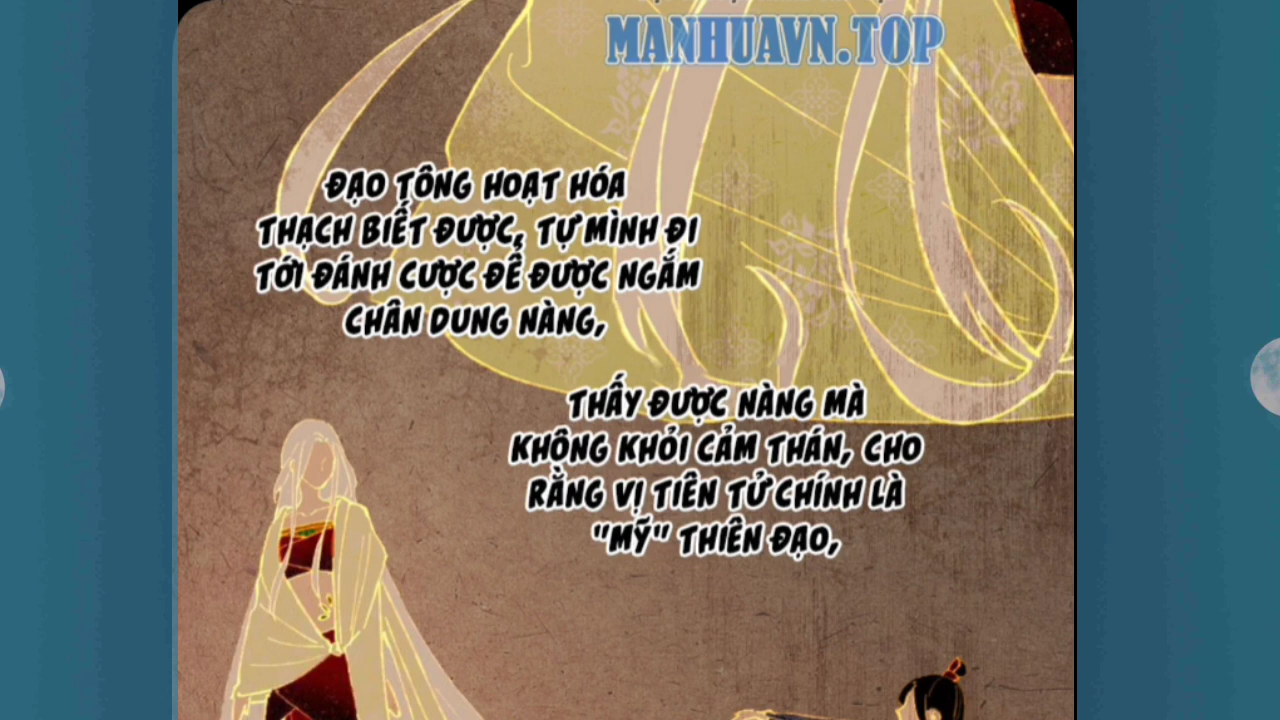 MANHUAVN.TOP
ĐẠO TÔNG HOẠT HÓA
THẠCH BIẾT ĐƯỢC, TỰ MÌNH ĐI
TỚI ĐÁNH CƯỢC ĐỂ ĐƯỢC NGẮM
CHÂN DUNG NÀNG,
THẤY ĐƯỢC NÀNG MÀ
KHÔNG KHỎI CẢM THÁN, CHO
RẰNG VỊ TIÊN TỬ CHÍNH LÀ
"MỸ" THIÊN ĐẠO,